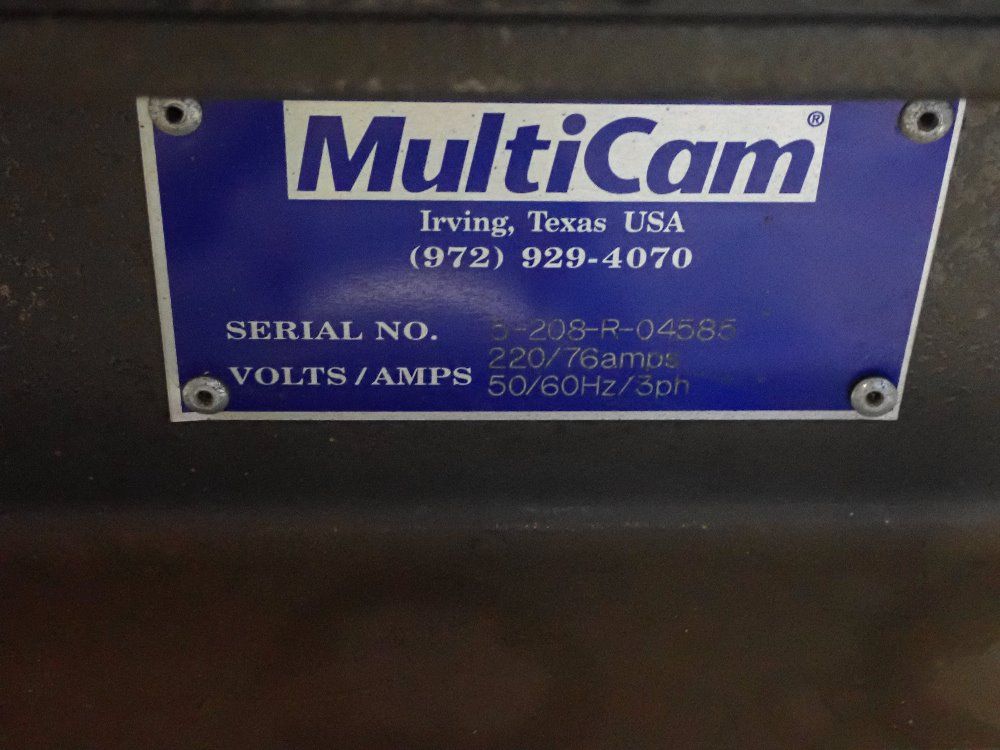 MultiCam®
Irving, Texas USA
(972) 929-4070
SERIAL NO. 5-208-R-04585
220/76amps
VOLTS/AMPS
50/60Hz/3ph